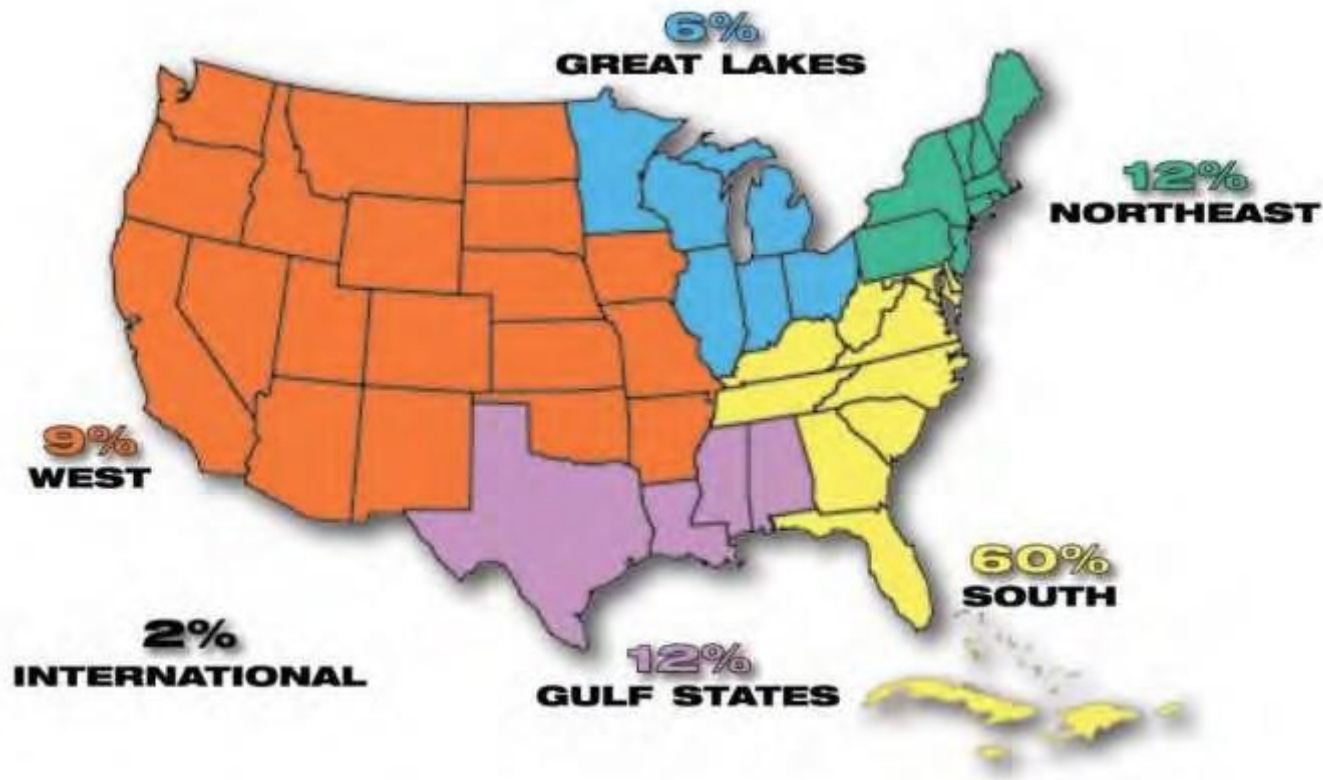 6%
GREAT LAKES
12%
NORTHEAST
9%
WEST
60%
SOUTH
2%
INTERNATIONAL
12%
GULF STATES